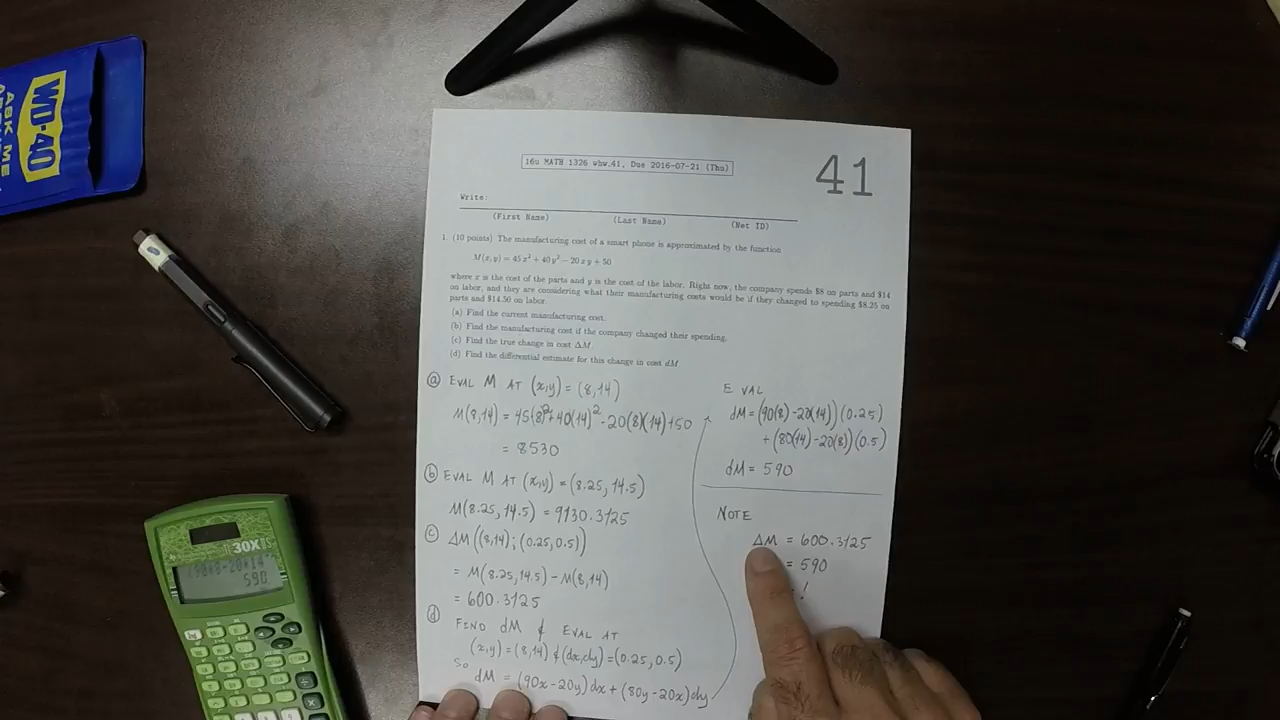 WD-40
ASK ME
16u MATH 1326 whw.41, Due 2016-07-21 (Thu)
41
Write:
(First Name) (Last Name) (Net ID)
1. (10 points) The manufacturing cost of a smart phone is approximated by the function
M(x, y) = 45 x² + 40 y² − 20 x y + 50
where x is the cost of the parts and y is the cost of the labor. Right now, the company spends $8 on parts and $14
on labor, and they are considering what their manufacturing costs would be if they changed to spending $8.25 on
parts and $14.50 on labor.
(a) Find the current manufacturing cost.
(b) Find the manufacturing cost if the company changed their spending.
(c) Find the true change in cost ΔM.
(d) Find the differential estimate for this change in cost dM
(a) EVAL M AT (x,y) = (8,14)
M(8,14) = 45(8)²+40(14)²-20(8)(14)+50
= 8530
(b) EVAL M AT (x,y) = (8.25, 14.5)
M(8.25, 14.5) = 9130.3125
(c) ΔM((8,14); (0.25, 0.5))
= M(8.25, 14.5) - M(8,14)
= 600.3125
(d) FIND dM & EVAL AT
(x,y) = (8,14) & (dx,dy) = (0.25, 0.5)
So
dM = (90x-20y)dx + (80y-20x)dy
EVAL
dM = (90(8)-20(14))(0.25)
+ (80(14)-20(8))(0.5)
dM = 590
NOTE
ΔM = 600.3125
= 590
!
TI-30X IIS
590.